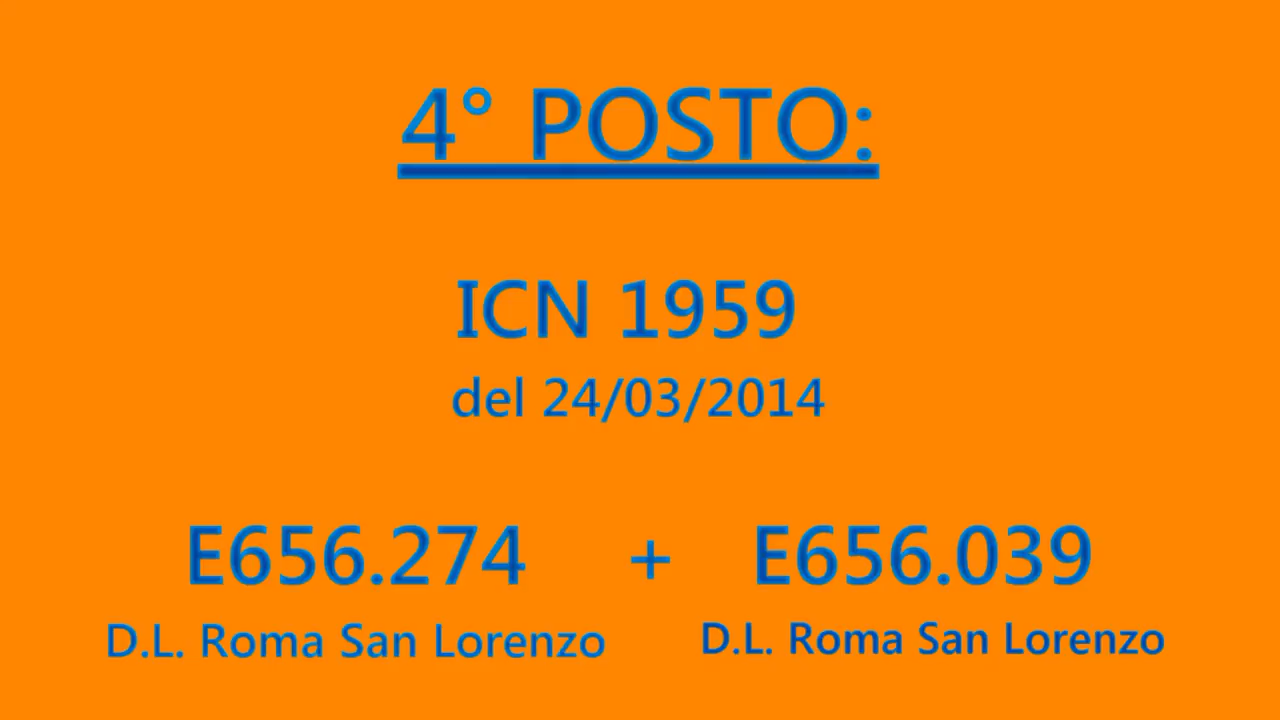 4° POSTO:
ICN 1959
del 24/03/2014
E656.274 + E656.039
D.L. Roma San Lorenzo D.L. Roma San Lorenzo